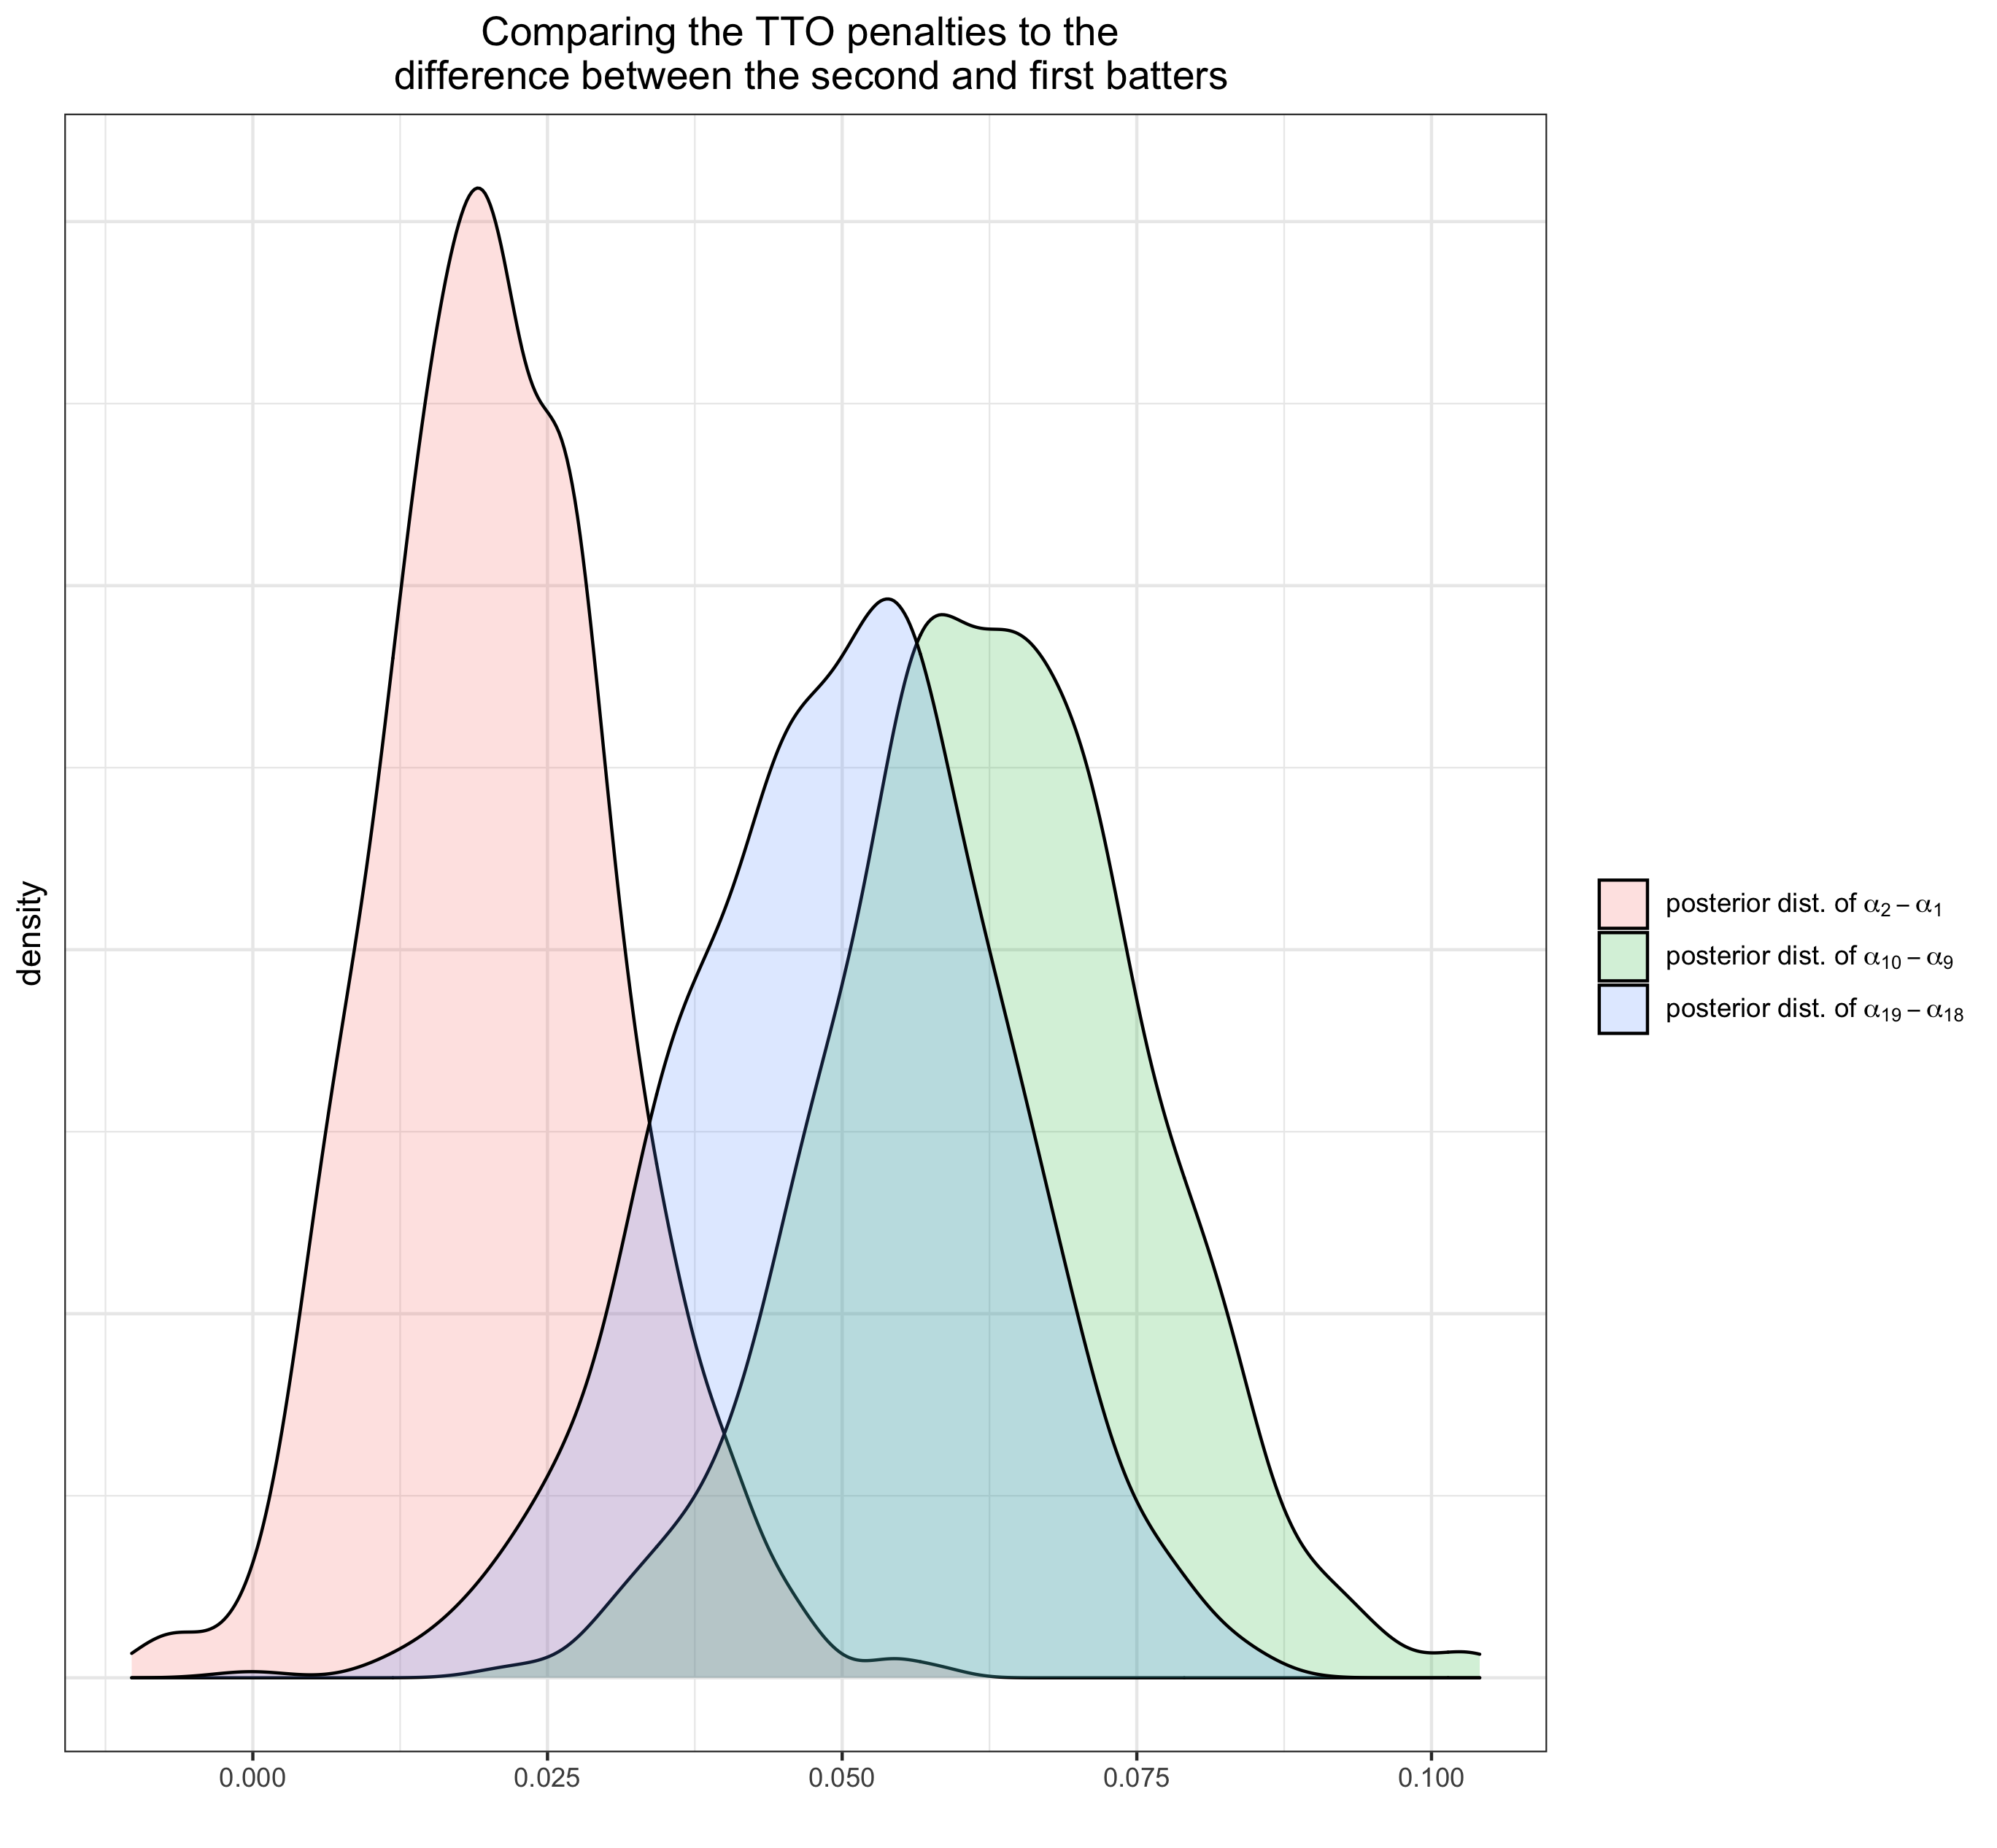 Comparing the TTO penalties to the
difference between the second and first batters
density
posterior dist. of α₂ – α₁
posterior dist. of α₁₀ – α₉
posterior dist. of α₁₉ – α₁₈
0.000 0.025 0.050 0.075 0.100